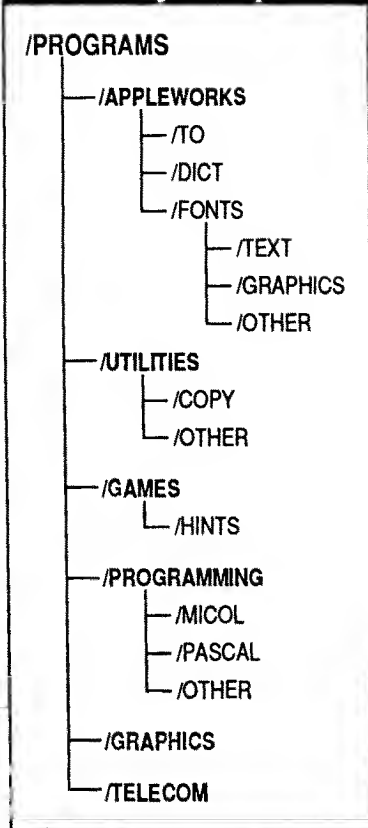 /PROGRAMS
/APPLEWORKS
/TO
/DICT
/FONTS
/TEXT
/GRAPHICS
/OTHER
/UTILITIES
/COPY
/OTHER
/GAMES
/HINTS
/PROGRAMMING
/MICOL
/PASCAL
/OTHER
/GRAPHICS
/TELECOM